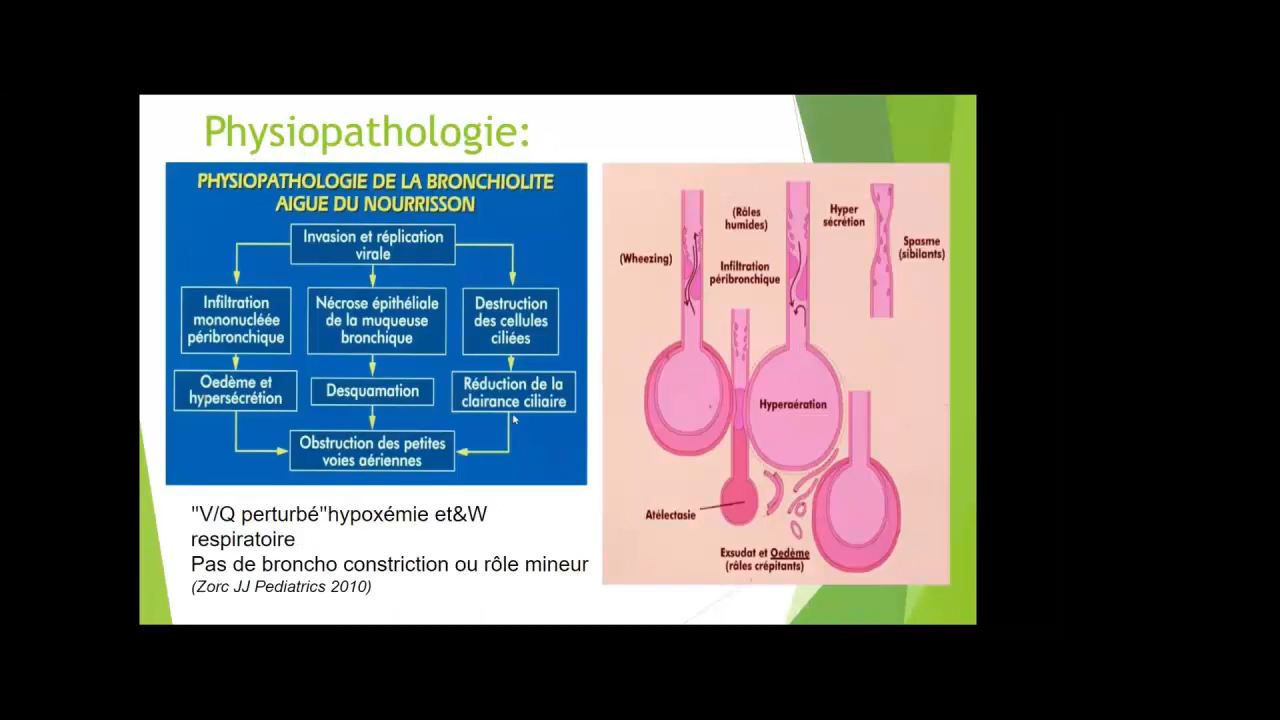 Physiopathologie:
PHYSIOPATHOLOGIE DE LA BRONCHIOLITE
AIGUE DU NOURRISSON
Invasion et réplication
virale
Infiltration
mononucléée
péribronchique
Nécrose épithéliale
de la muqueuse
bronchique
Destruction
des cellules
ciliées
Oedème et
hypersécrétion
Desquamation
Réduction de la
clairance ciliaire
Obstruction des petites
voies aériennes
"V/Q perturbé"hypoxémie et&W
respiratoire
Pas de broncho constriction ou rôle mineur
(Zorc JJ Pediatrics 2010)
(Wheezing)
(Râles
humides)
Infiltration
péribronchique
Hyper
sécrétion
Spasme
(sibilants)
Hyperaération
Atélectasie
Exsudat et Oedème
(râles crépitants)